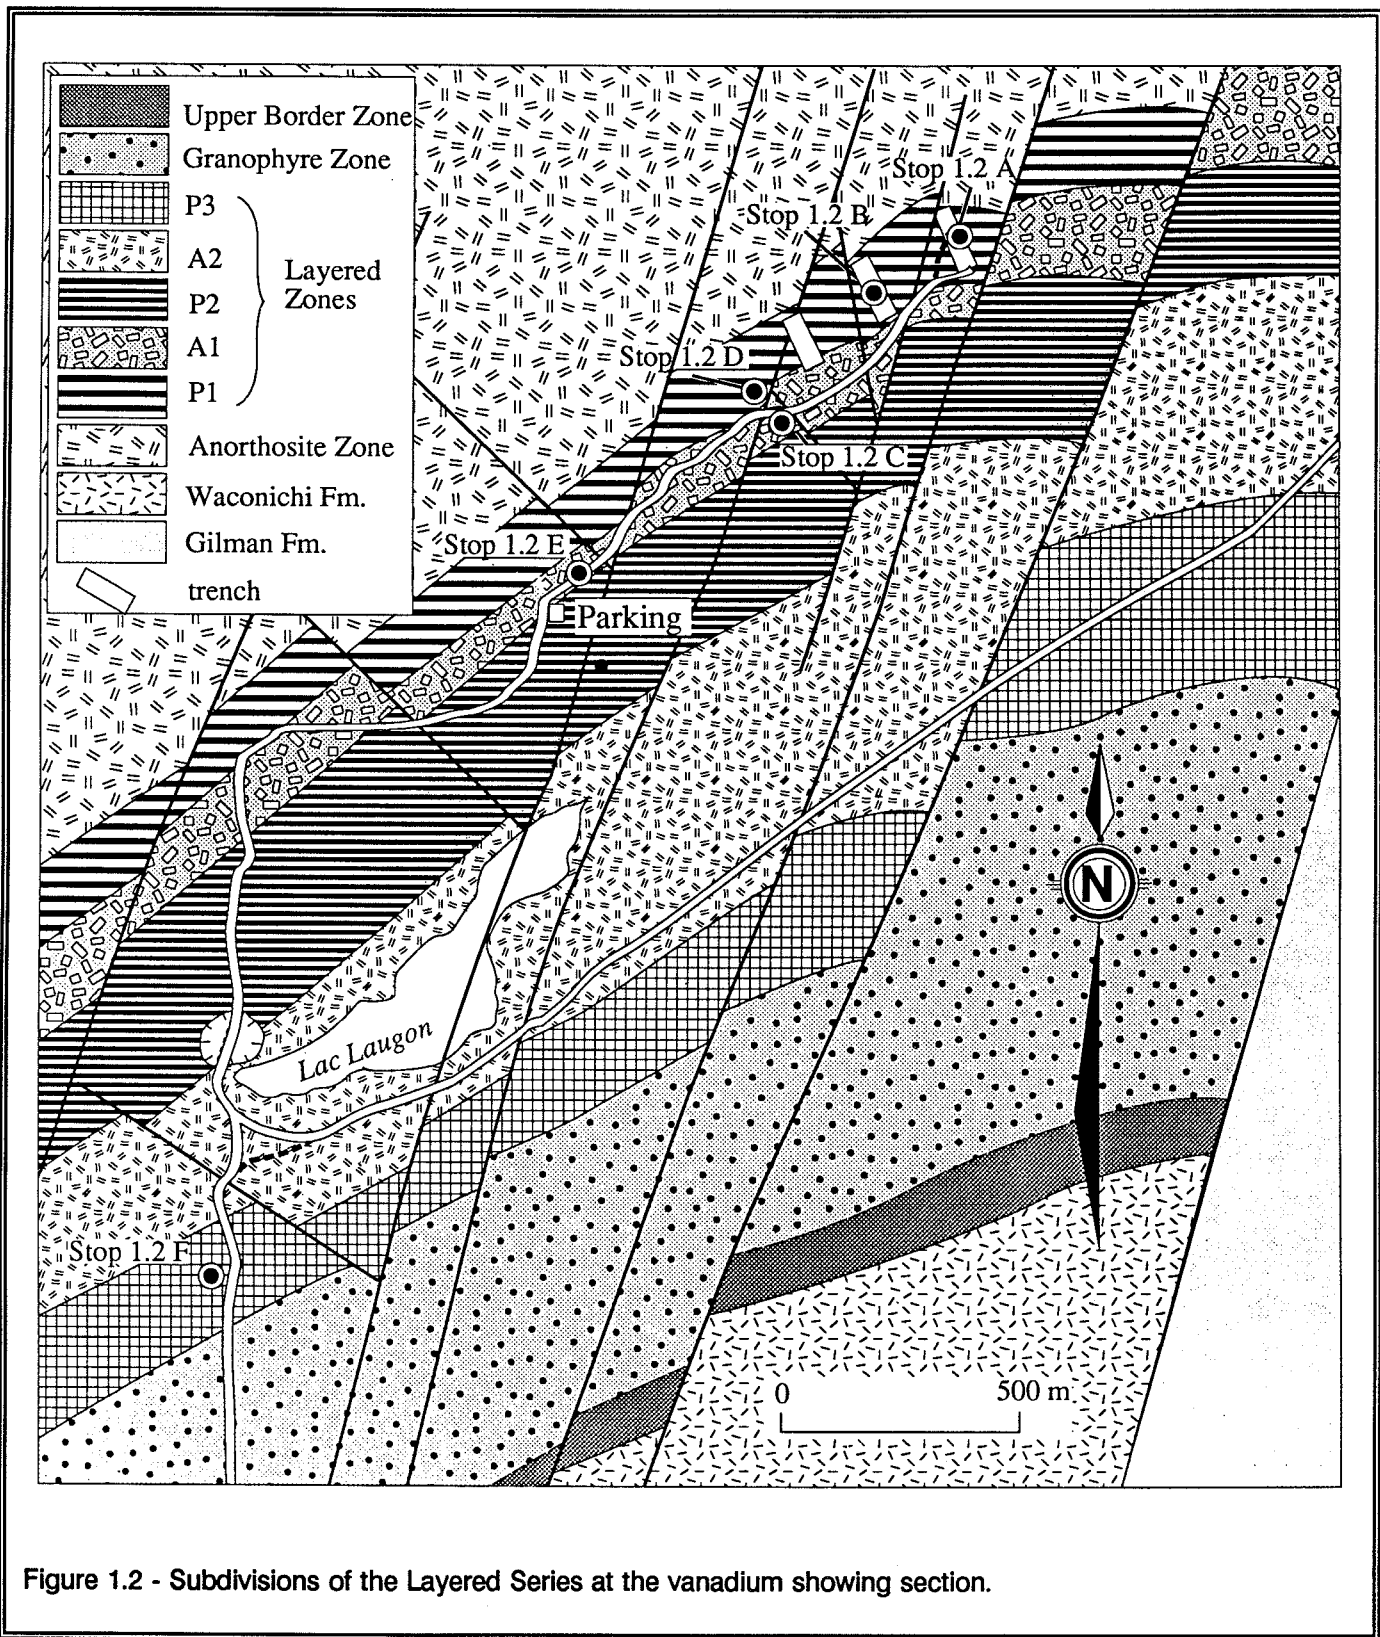 Upper Border Zone
Granophyre Zone
P3
A2
P2
A1
P1
Layered
Zones
Anorthosite Zone
Waconichi Fm.
Gilman Fm.
trench
Stop 1.2 A
Stop 1.2 B
Stop 1.2 D
Stop 1.2 C
Stop 1.2 E
Parking
N
Lac Laugon
Stop 1.2 F
0 500 m
Figure 1.2 - Subdivisions of the Layered Series at the vanadium showing section.